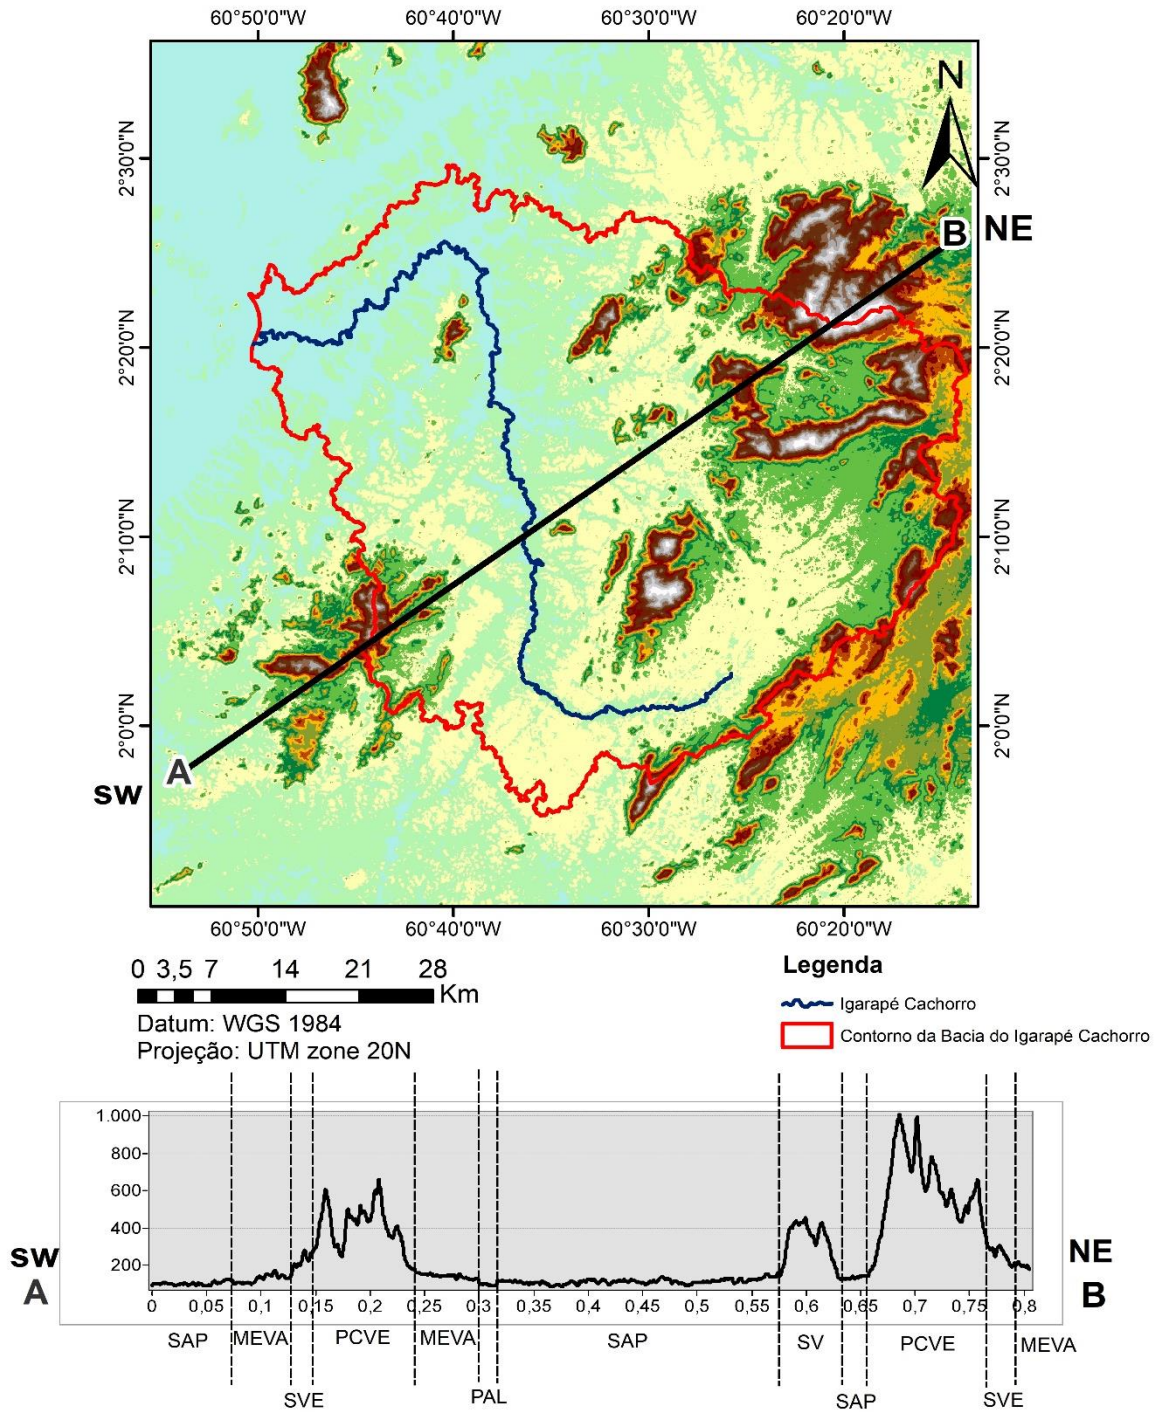 60°50'0"W 60°40'0"W 60°30'0"W 60°20'0"W
N
2°30'0"N 2°30'0"N
B NE
2°20'0"N 2°20'0"N
2°10'0"N 2°10'0"N
2°0'0"N 2°0'0"N
A
SW
60°50'0"W 60°40'0"W 60°30'0"W 60°20'0"W
0 3,5 7 14 21 28
Km
Datum: WGS 1984
Projeção: UTM zone 20N
Legenda
Igarapé Cachorro
Contorno da Bacia do Igarapé Cachorro
1.000
800
600
400
200
SW NE
A B
0 0,05 0,1 0,15 0,2 0,25 0,3 0,35 0,4 0,45 0,5 0,55 0,6 0,65 0,7 0,75 0,8
SAP MEVA PCVE MEVA SAP SV PCVE MEVA
SVE PAL SAP SVE